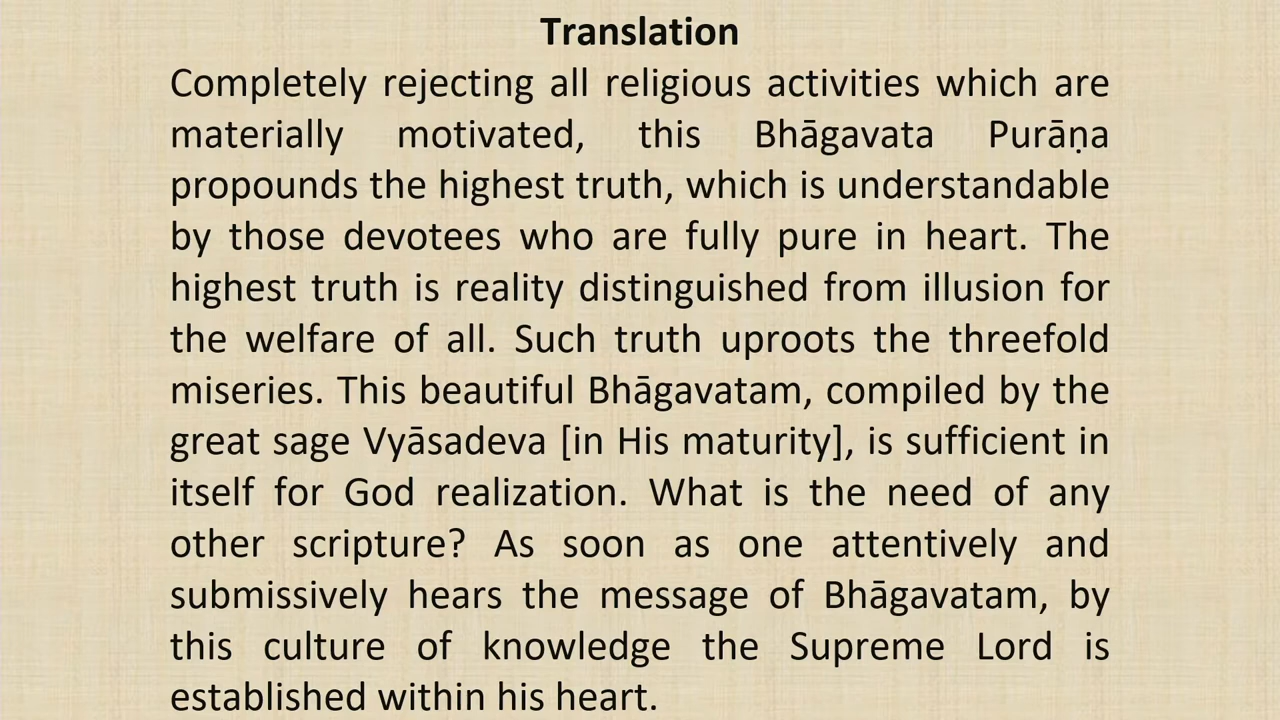 Translation
Completely rejecting all religious activities which are
materially motivated, this Bhāgavata Purāṇa
propounds the highest truth, which is understandable
by those devotees who are fully pure in heart. The
highest truth is reality distinguished from illusion for
the welfare of all. Such truth uproots the threefold
miseries. This beautiful Bhāgavatam, compiled by the
great sage Vyāsadeva [in His maturity], is sufficient in
itself for God realization. What is the need of any
other scripture? As soon as one attentively and
submissively hears the message of Bhāgavatam, by
this culture of knowledge the Supreme Lord is
established within his heart.